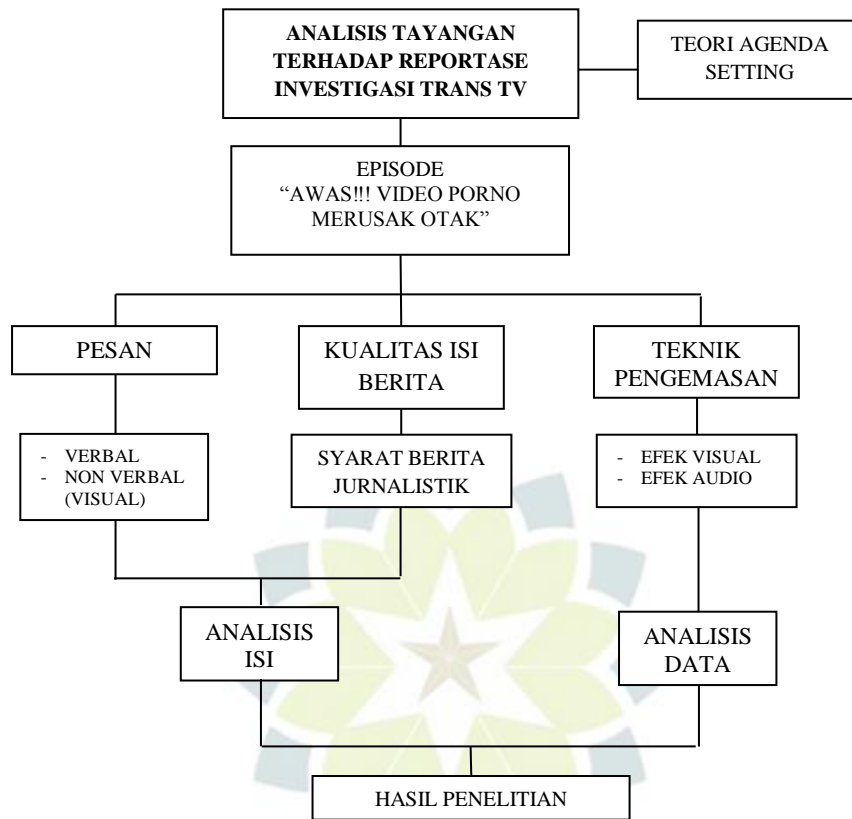 ANALISIS TAYANGAN
TERHADAP REPORTASE
INVESTIGASI TRANS TV
TEORI AGENDA
SETTING
EPISODE
“AWAS!!! VIDEO PORNO
MERUSAK OTAK”
PESAN
KUALITAS ISI
BERITA
TEKNIK
PENGEMASAN
- VERBAL
- NON VERBAL
(VISUAL)
SYARAT BERITA
JURNALISTIK
- EFEK VISUAL
- EFEK AUDIO
ANALISIS
ISI
ANALISIS
DATA
HASIL PENELITIAN